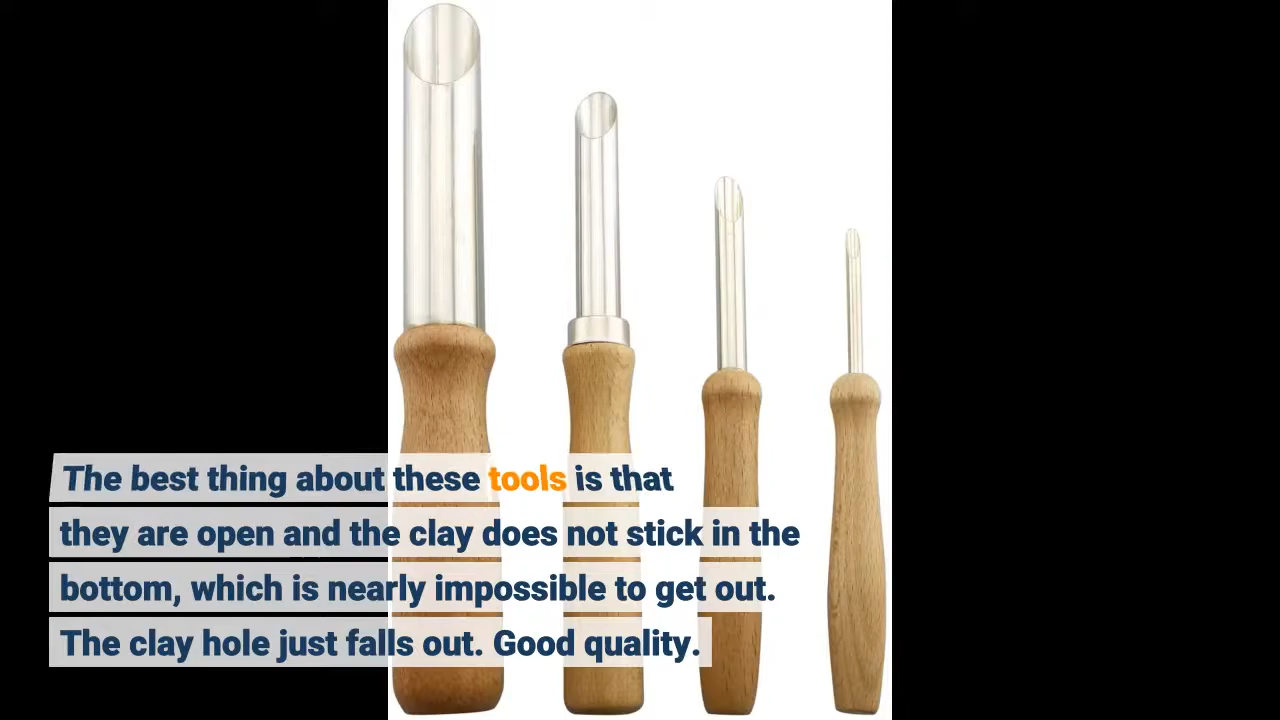 The best thing about these tools is that
they are open and the clay does not stick in the
bottom, which is nearly impossible to get out.
The clay hole just falls out. Good quality.